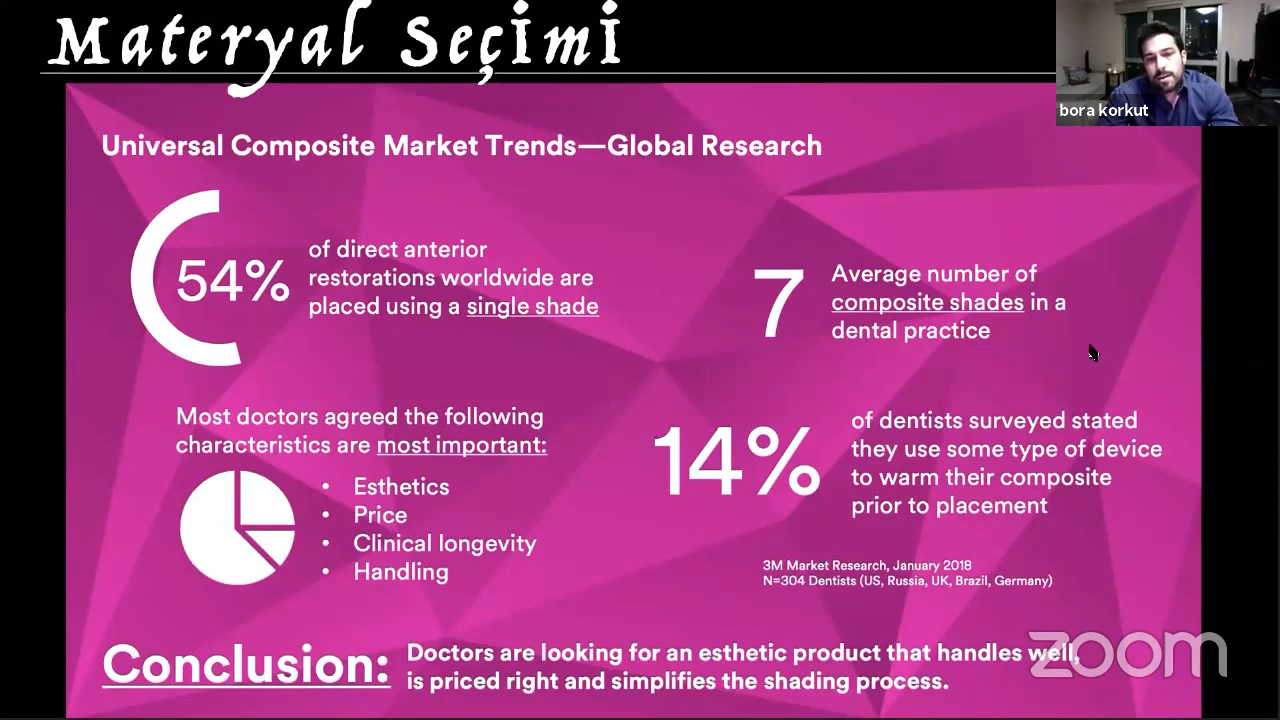 Materyal Seçimi
bora korkut
Universal Composite Market Trends—Global Research
54%
of direct anterior
restorations worldwide are
placed using a single shade
7
Average number of
composite shades in a
dental practice
Most doctors agreed the following
characteristics are most important:
• Esthetics
• Price
• Clinical longevity
• Handling
14%
of dentists surveyed stated
they use some type of device
to warm their composite
prior to placement
3M Market Research, January 2018
N=304 Dentists (US, Russia, UK, Brazil, Germany)
Conclusion:
Doctors are looking for an esthetic product that handles well,
is priced right and simplifies the shading process.
zoom